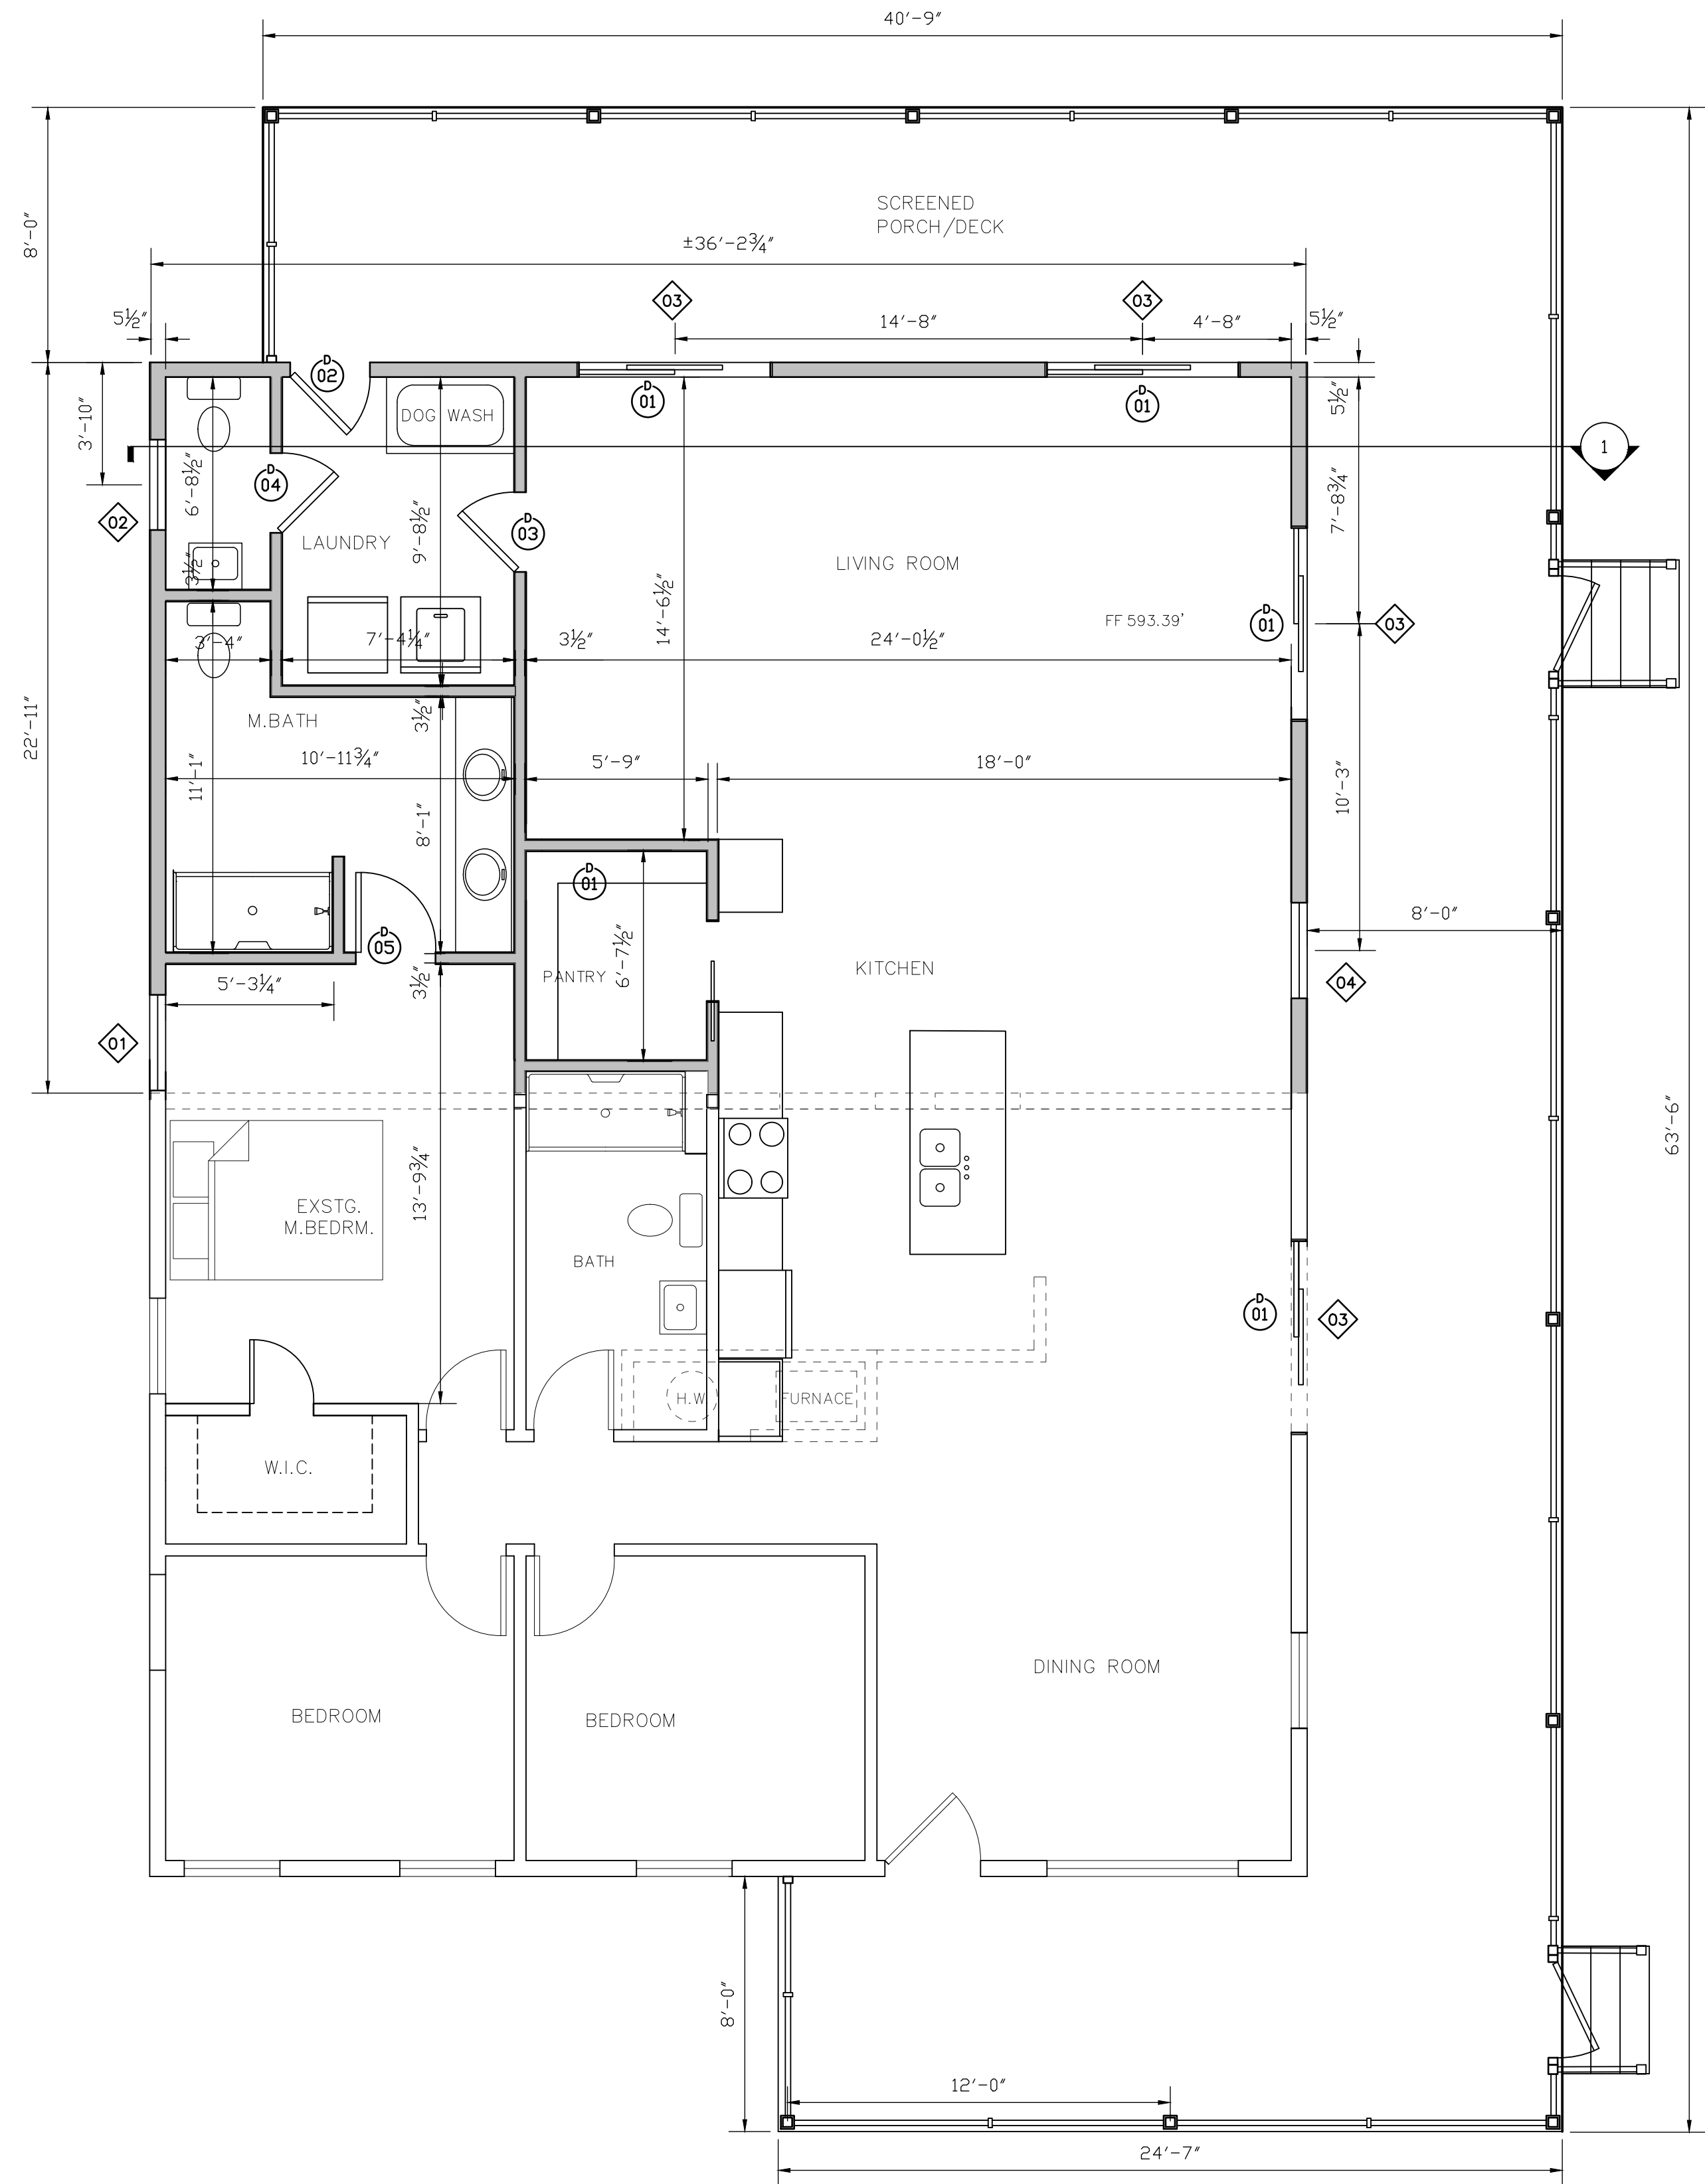 40'-9"
SCREENED
PORCH/DECK
8'-0"
±36'-2¾"
03
03
5½"
14'-8"
4'-8"
5½"
D
02
D
01
D
01
5½"
3'-10"
DOG WASH
1
6'-8½"
D
04
9'-8½"
7'-8¾"
02
D
03
LAUNDRY
LIVING ROOM
3½"
14'-6½"
FF 593.39'
D
01
03
3'-4"
7'-4¼"
3½"
24'-0½"
22'-11"
M.BATH
3½"
10'-11¾"
5'-9"
18'-0"
11'-1"
10'-3"
8'-1"
D
01
8'-0"
D
05
6'-7½"
PANTRY
KITCHEN
5'-3¼"
3½"
04
01
63'-6"
13'-9¾"
EXSTG.
M.BEDRM.
BATH
D
01
03
H.W
FURNACE
W.I.C.
DINING ROOM
BEDROOM
BEDROOM
8'-0"
12'-0"
24'-7"